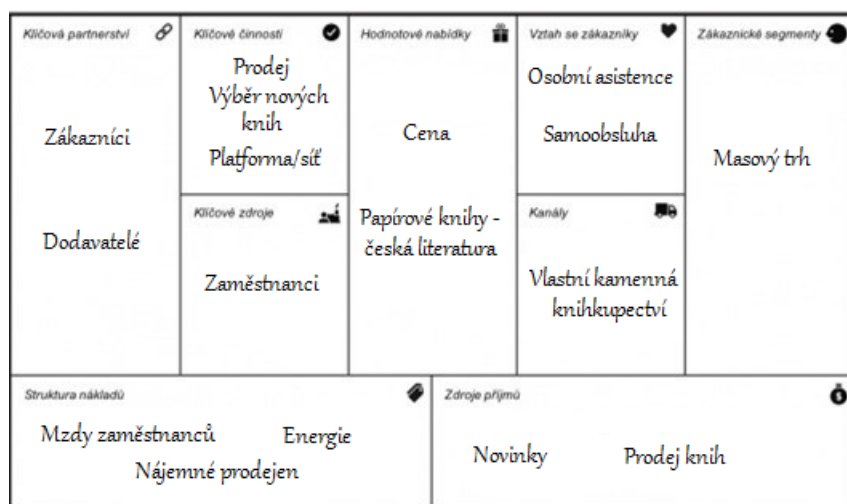 Klíčová partnerství
Zákazníci
Dodavatelé
Klíčové činnosti
Prodej
Výběr nových
knih
Platforma/síť
Klíčové zdroje
Zaměstnanci
Hodnotové nabídky
Cena
Papírové knihy -
česká literatura
Vztah se zákazníky
Osobní asistence
Samoobsluha
Kanály
Vlastní kamenná
knihkupectví
Zákaznické segmenty
Masový trh
Struktura nákladů
Mzdy zaměstnanců
Energie
Nájemné prodejen
Zdroje příjmů
Novinky
Prodej knih